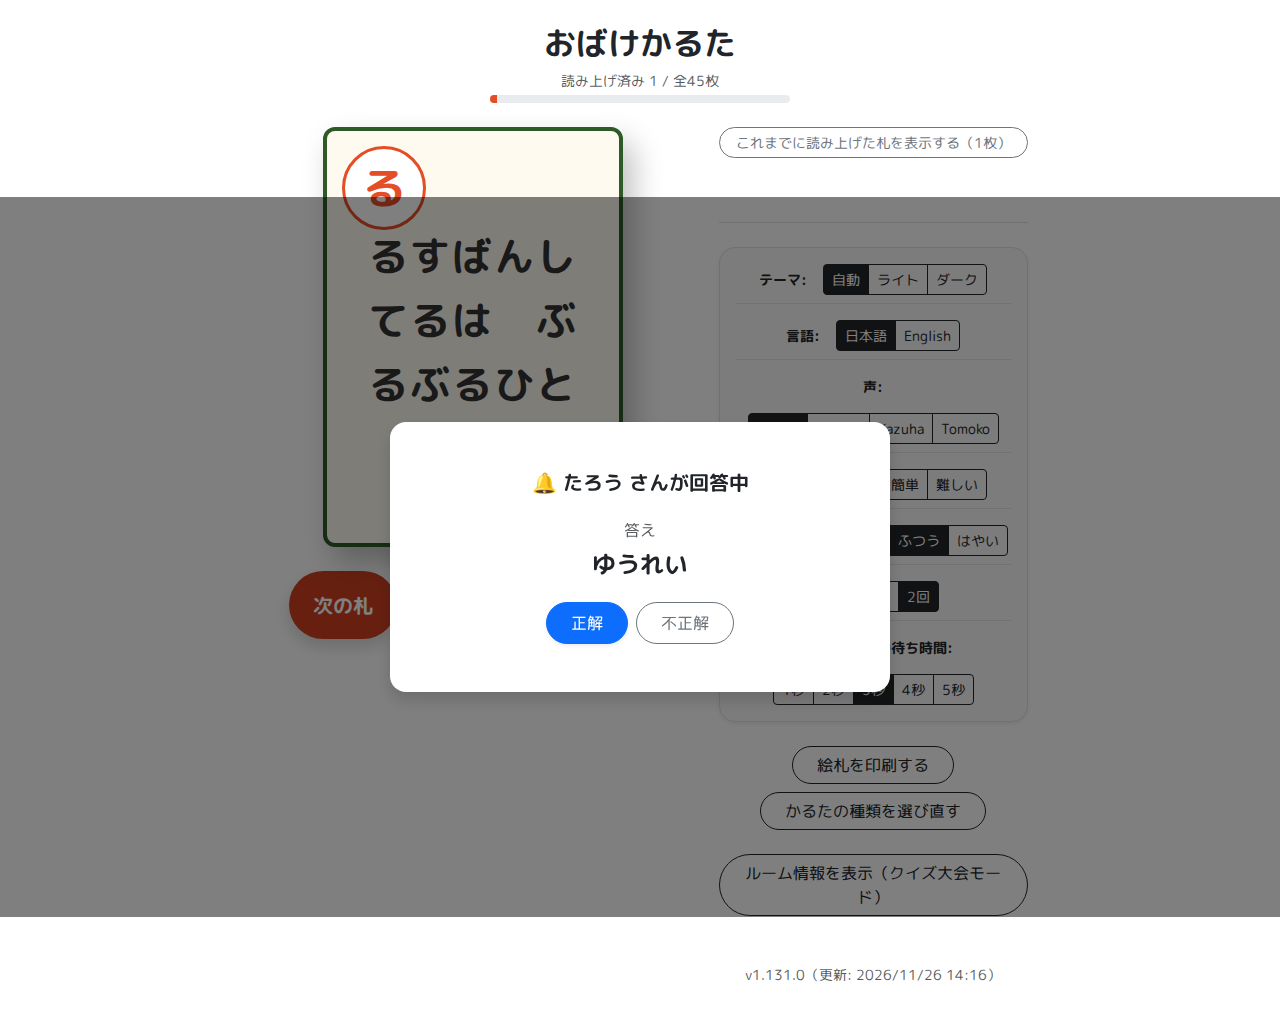 おばけかるた
読み上げ済み 1 / 全45枚
る
るすばんし
てるは　ぶ
るぶるひと
次の札
これまでに読み上げた札を表示する（1枚）
テーマ: 自動 ライト ダーク
言語: 日本語 English
声:
Tomoko
簡単 難しい
ふつう はやい
2回
待ち時間:
4秒 5秒
🔔 たろう さんが回答中
答え
ゆうれい
正解 不正解
絵札を印刷する
かるたの種類を選び直す
ルーム情報を表示（クイズ大会モー
ド）
v1.131.0（更新: 2026/11/26 14:16）